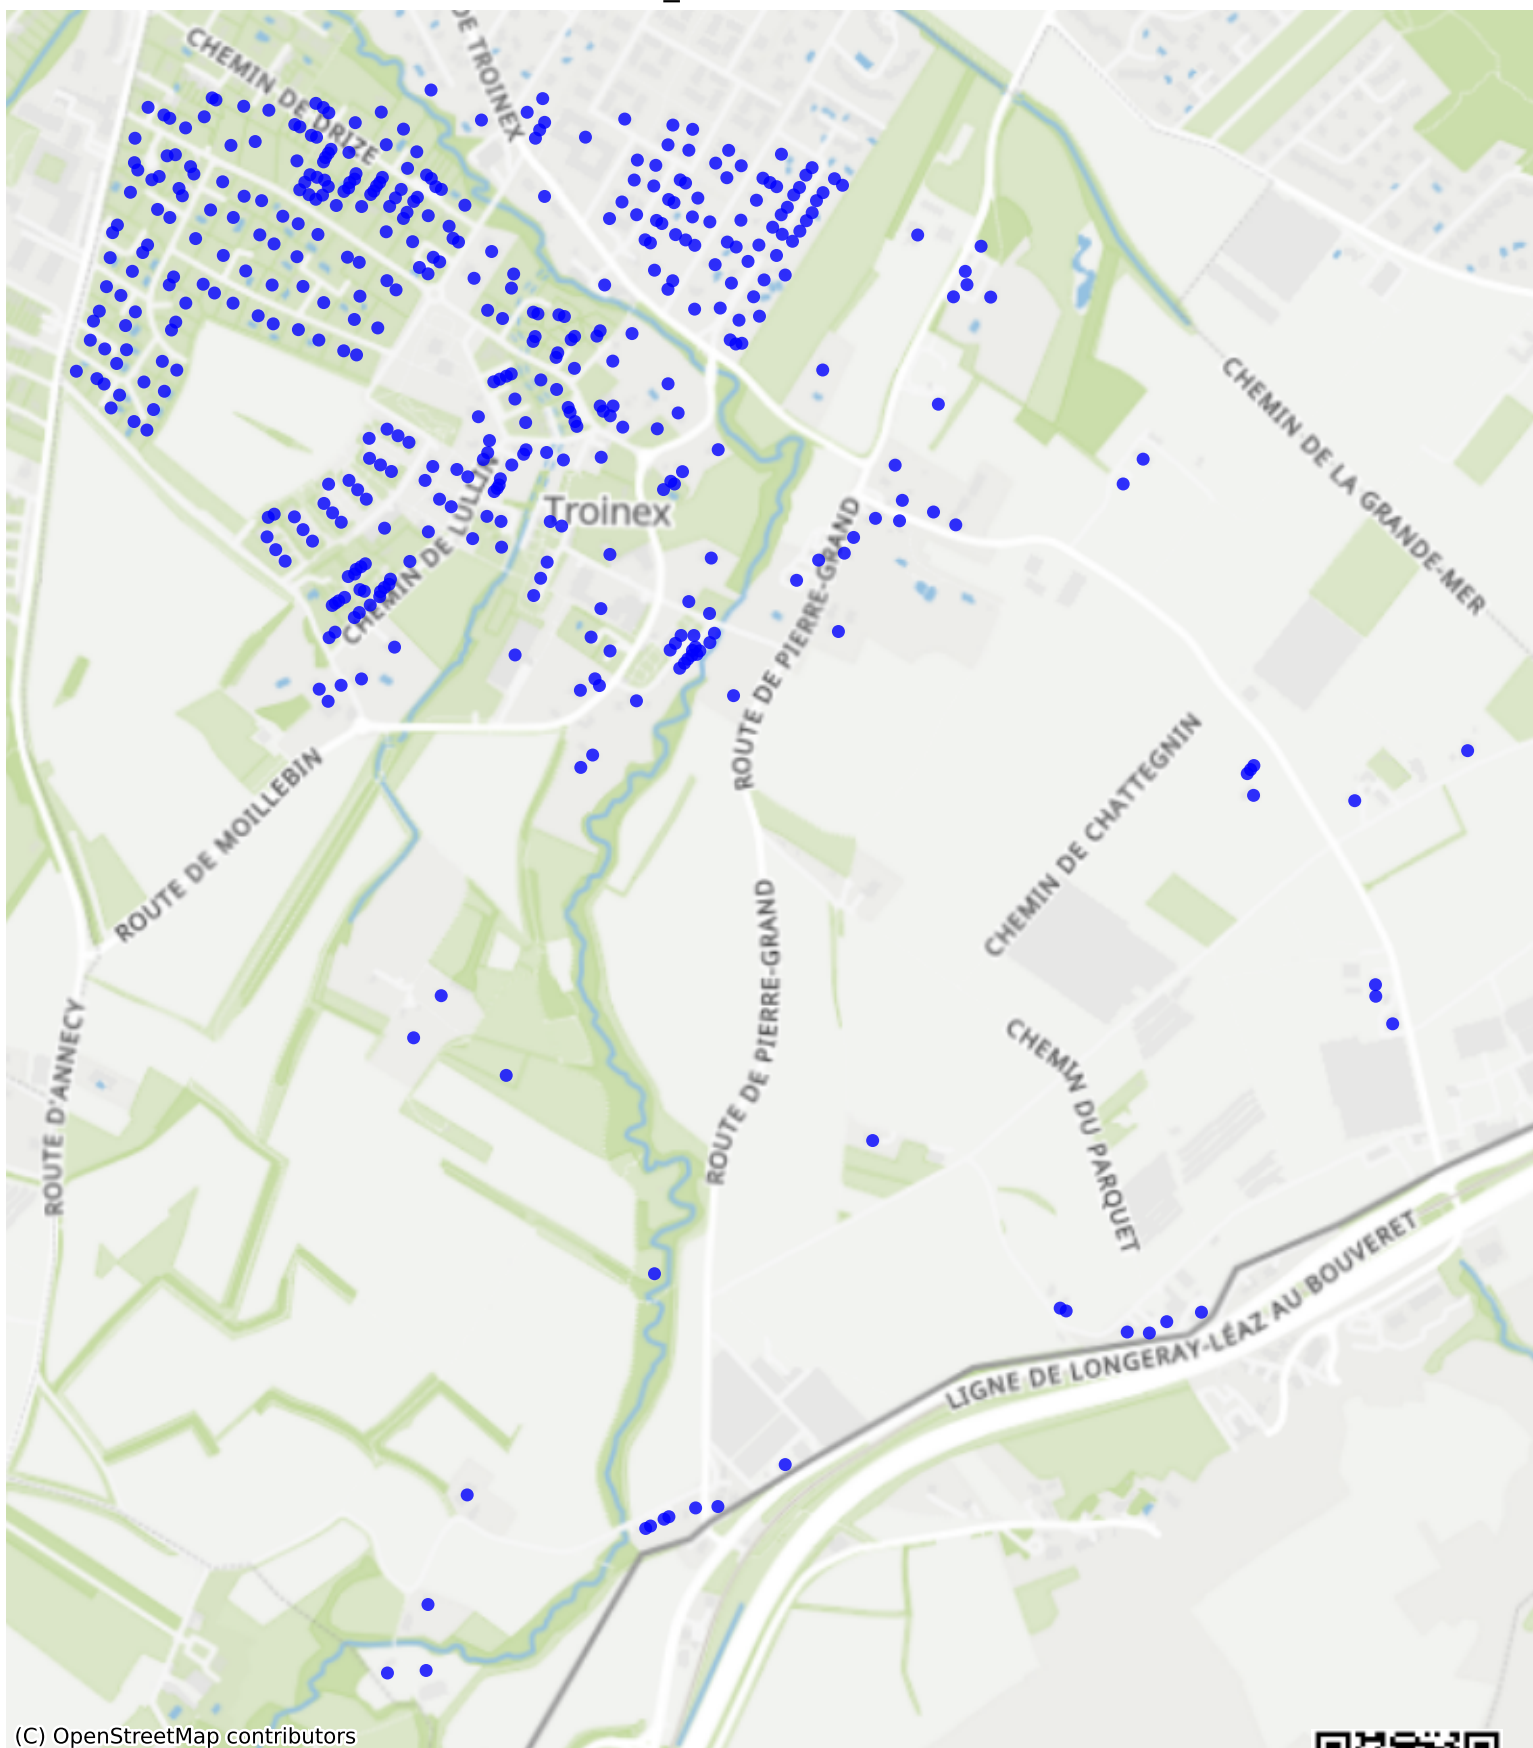 CHEMIN DE DRIZE
DE TROINEX
CHEMIN DE LA GRANDE-MER
CHEMIN DE LULLIN
Troinex
ROUTE DE PIERRE-GRAND
CHEMIN DE CHATTEGNIN
ROUTE DE MOILLEBIN
ROUTE DE PIERRE-GRAND
ROUTE D'ANNECY
CHEMIN DU PARQUET
LIGNE DE LONGERAY-LÉAZ AU BOUVERET
(C) OpenStreetMap contributors